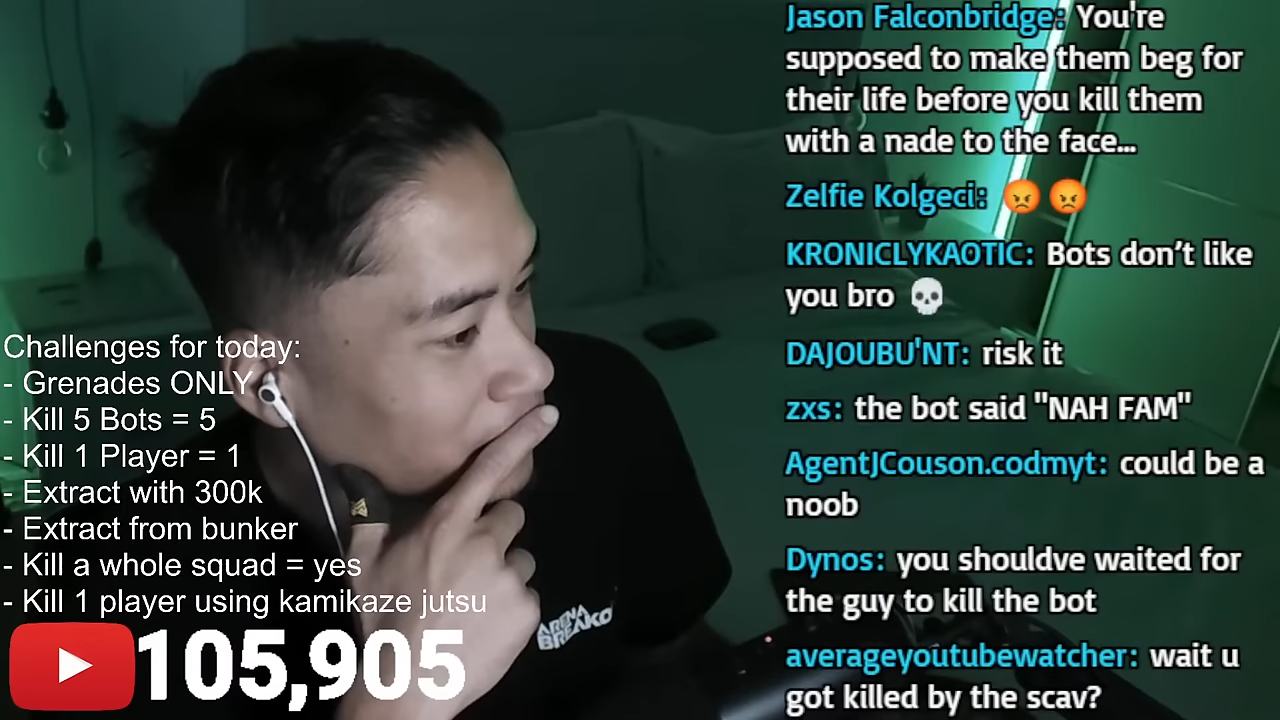 Challenges for today:
- Grenades ONLY
- Kill 5 Bots = 5
- Kill 1 Player = 1
- Extract with 300k
- Extract from bunker
- Kill a whole squad = yes
- Kill 1 player using kamikaze jutsu
105,905
ARENA
BREAKO
Jason Falconbridge: You're
supposed to make them beg for
their life before you kill them
with a nade to the face...
Zelfie Kolgeci: 😡😡
KRONICLYKAOTIC: Bots don’t like
you bro 💀
DAJOUBU'NT: risk it
zxs: the bot said "NAH FAM"
AgentJCouson.codmyt: could be a
noob
Dynos: you shouldve waited for
the guy to kill the bot
averageyoutubewatcher: wait u
got killed by the scav?